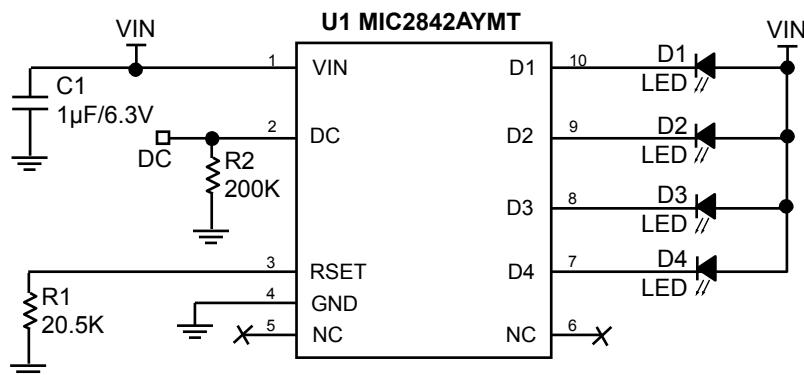 U1 MIC2842AYMT
VIN
VIN
C1
1µF/6.3V
1
VIN
D1
10
D1
LED
DC
2
DC
D2
9
D2
LED
R2
200K
D3
8
D3
LED
3
RSET
D4
7
D4
LED
R1
20.5K
4
GND
5
NC
NC
6